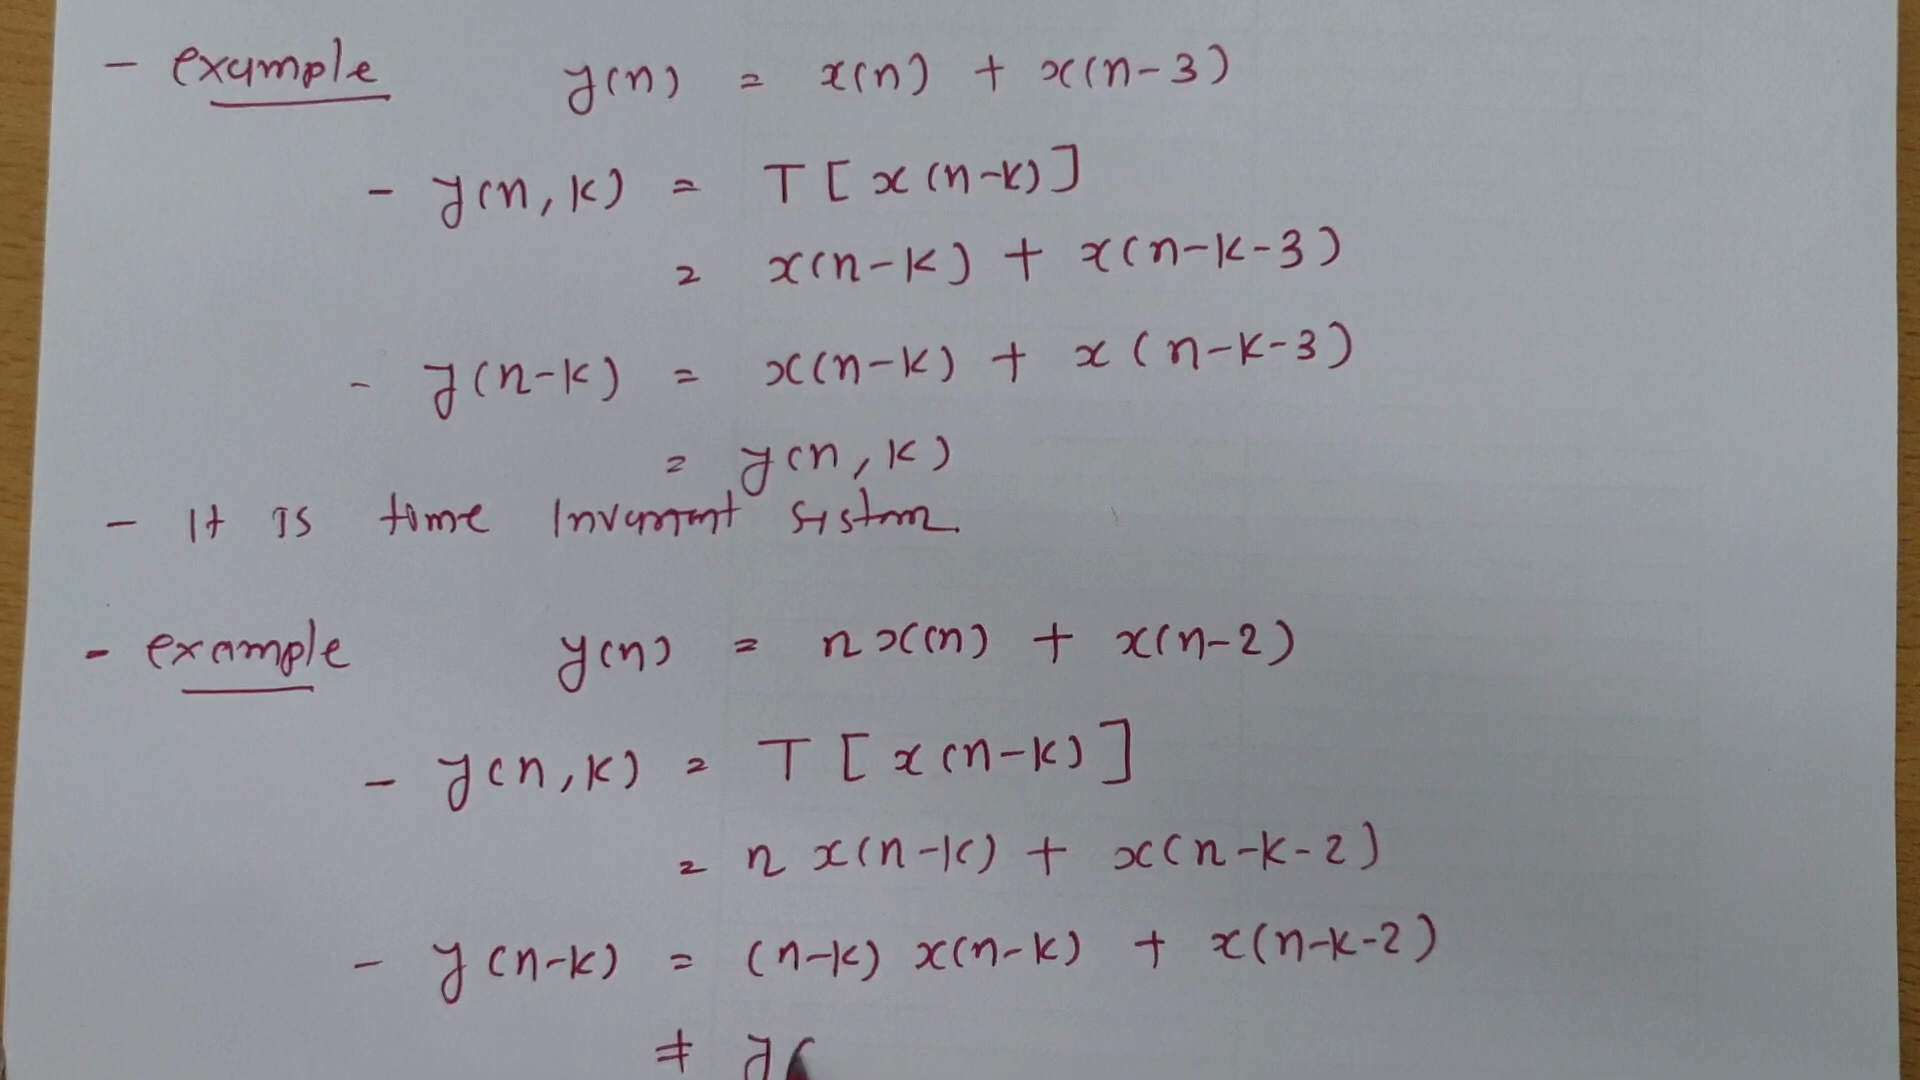 - example y(n) = x(n) + x(n-3)
- y(n,k) = T[x(n-k)]
= x(n-k) + x(n-k-3)
- y(n-k) = x(n-k) + x(n-k-3)
= y(n,k)
- It is time invariant system.
- example y(n) = n x(n) + x(n-2)
- y(n,k) = T[x(n-k)]
= n x(n-k) + x(n-k-2)
- y(n-k) = (n-k) x(n-k) + x(n-k-2)
≠ y(